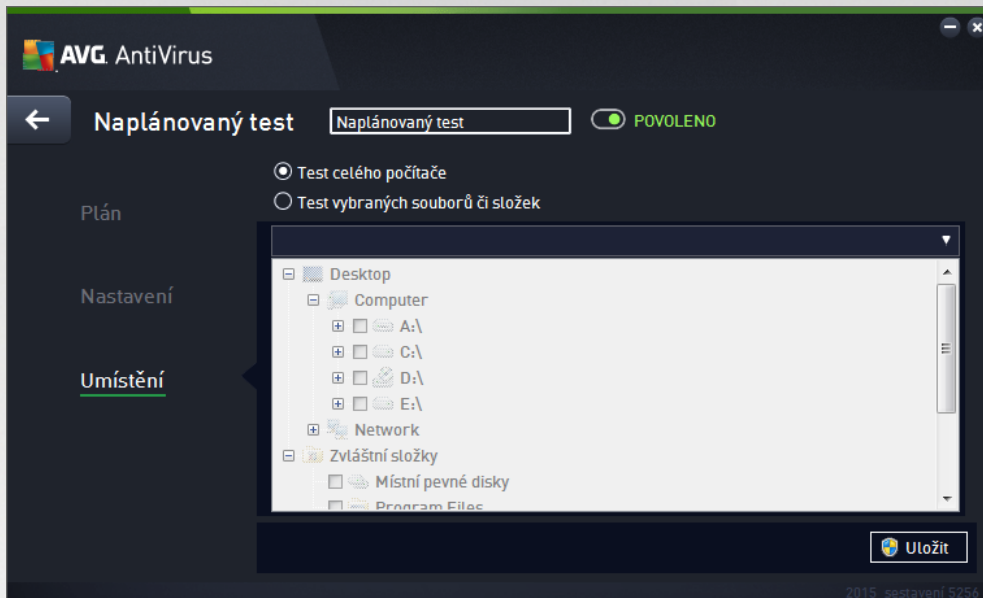 AVG. AntiVirus
Naplánovaný test
Naplánovaný test
POVOLENO
Test celého počítače
Test vybraných souborů či složek
Plán
Nastavení
Umístění
Desktop
Computer
A:\
C:\
D:\
E:\
Network
Zvláštní složky
Místní pevné disky
Program Files
Uložit
2015 sestavení 5256